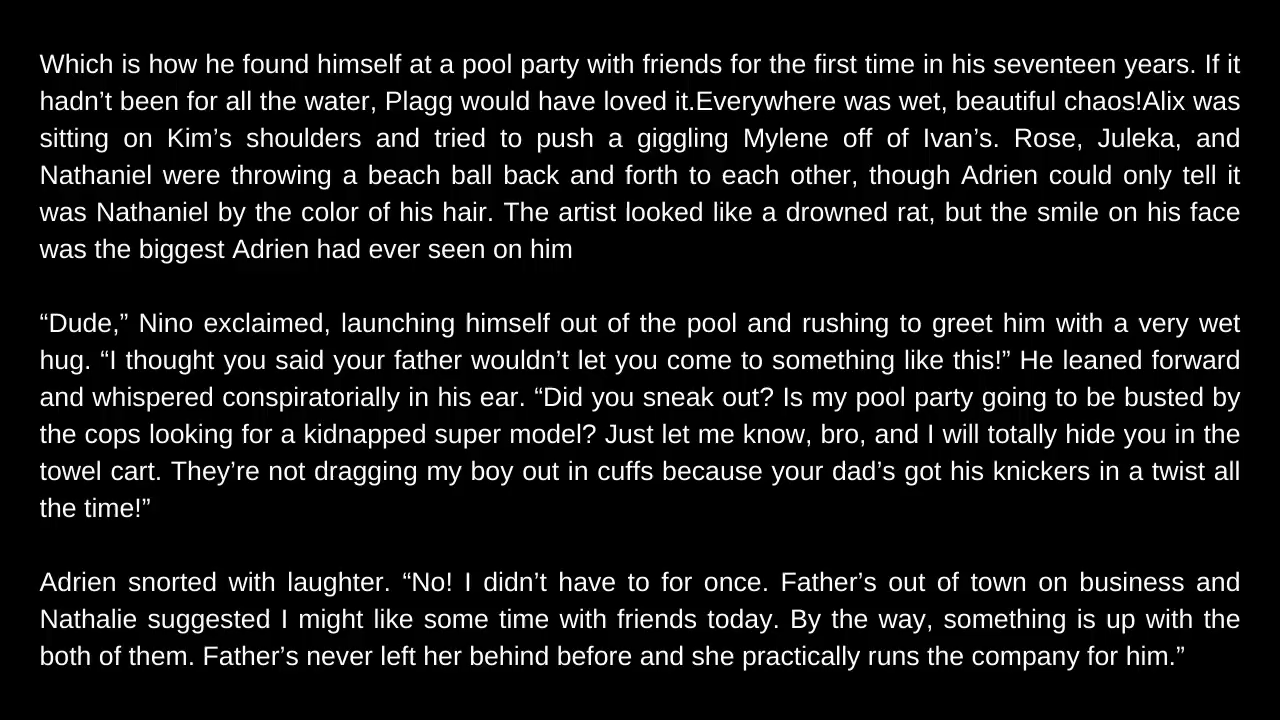 Which is how he found himself at a pool party with friends for the first time in his seventeen years. If it
hadn’t been for all the water, Plagg would have loved it.Everywhere was wet, beautiful chaos!Alix was
sitting on Kim’s shoulders and tried to push a giggling Mylene off of Ivan’s. Rose, Juleka, and
Nathaniel were throwing a beach ball back and forth to each other, though Adrien could only tell it
was Nathaniel by the color of his hair. The artist looked like a drowned rat, but the smile on his face
was the biggest Adrien had ever seen on him
“Dude,” Nino exclaimed, launching himself out of the pool and rushing to greet him with a very wet
hug. “I thought you said your father wouldn’t let you come to something like this!” He leaned forward
and whispered conspiratorially in his ear. “Did you sneak out? Is my pool party going to be busted by
the cops looking for a kidnapped super model? Just let me know, bro, and I will totally hide you in the
towel cart. They’re not dragging my boy out in cuffs because your dad’s got his knickers in a twist all
the time!”
Adrien snorted with laughter. “No! I didn’t have to for once. Father’s out of town on business and
Nathalie suggested I might like some time with friends today. By the way, something is up with the
both of them. Father’s never left her behind before and she practically runs the company for him.”